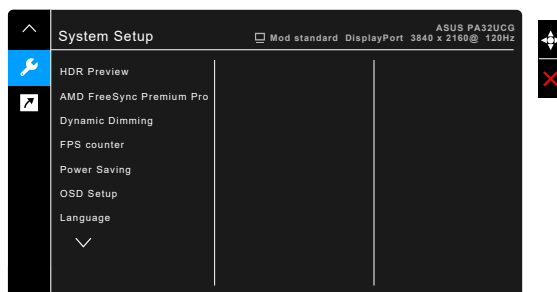 ASUS PA32UCG
System Setup
Mod standard DisplayPort 3840 x 2160@ 120Hz
HDR Preview
AMD FreeSync Premium Pro
Dynamic Dimming
FPS counter
Power Saving
OSD Setup
Language